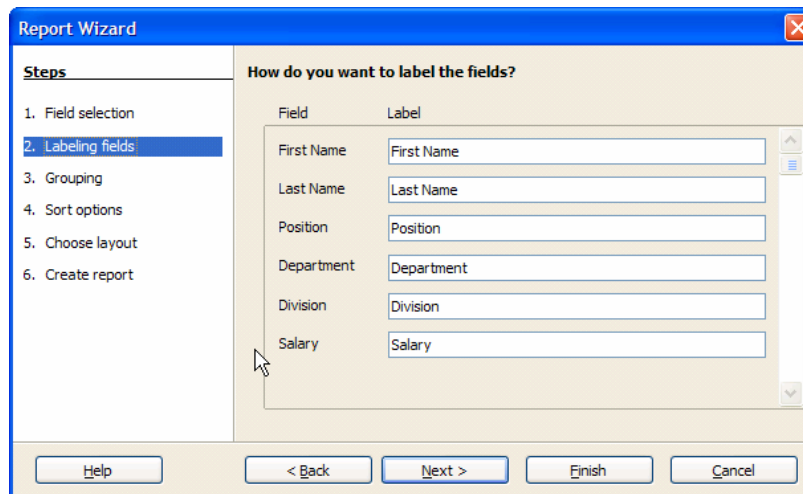 Report Wizard
Steps
1. Field selection
2. Labeling fields
3. Grouping
4. Sort options
5. Choose layout
6. Create report
How do you want to label the fields?
Field Label
First Name First Name
Last Name Last Name
Position Position
Department Department
Division Division
Salary Salary
Help < Back Next > Finish Cancel